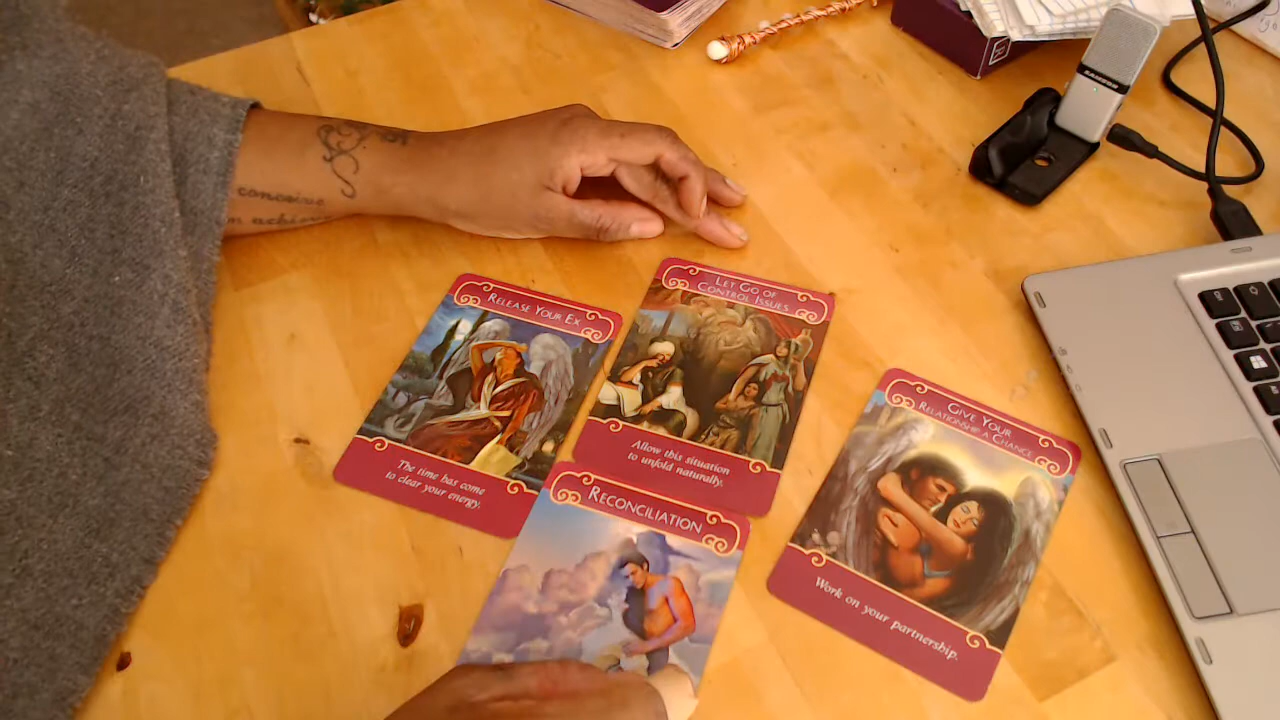 conceive
n achieve
SAMSON
RELEASE YOUR EX
The time has come
to clear your energy.
LET GO OF
CONTROL ISSUES
Allow this situation
to unfold naturally.
RECONCILIATION
GIVE YOUR
RELATIONSHIP A CHANCE
Work on your partnership.